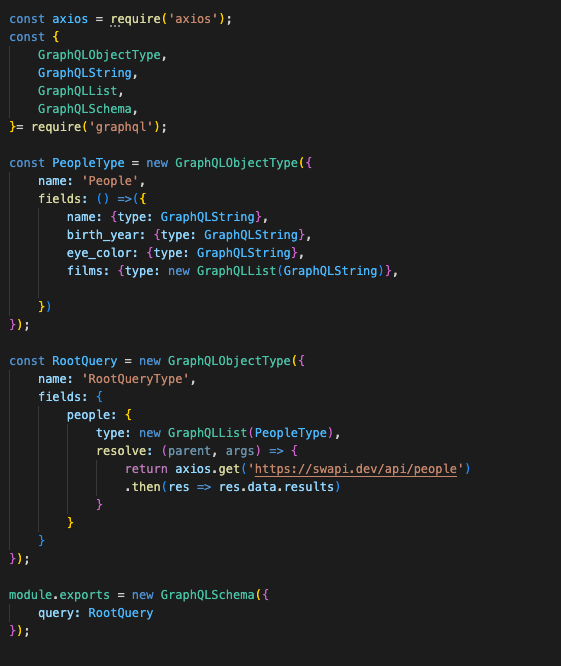 const axios = require('axios');
const {
    GraphQLObjectType,
    GraphQLString,
    GraphQLList,
    GraphQLSchema,
}= require('graphql');

const PeopleType = new GraphQLObjectType({
    name: 'People',
    fields: () =>({
        name: {type: GraphQLString},
        birth_year: {type: GraphQLString},
        eye_color: {type: GraphQLString},
        films: {type: new GraphQLList(GraphQLString)},

    })
});

const RootQuery = new GraphQLObjectType({
    name: 'RootQueryType',
    fields: {
        people: {
            type: new GraphQLList(PeopleType),
            resolve: (parent, args) => {
                return axios.get('https://swapi.dev/api/people')
                .then(res => res.data.results)
            }
        }
    }
});

module.exports = new GraphQLSchema({
    query: RootQuery
});